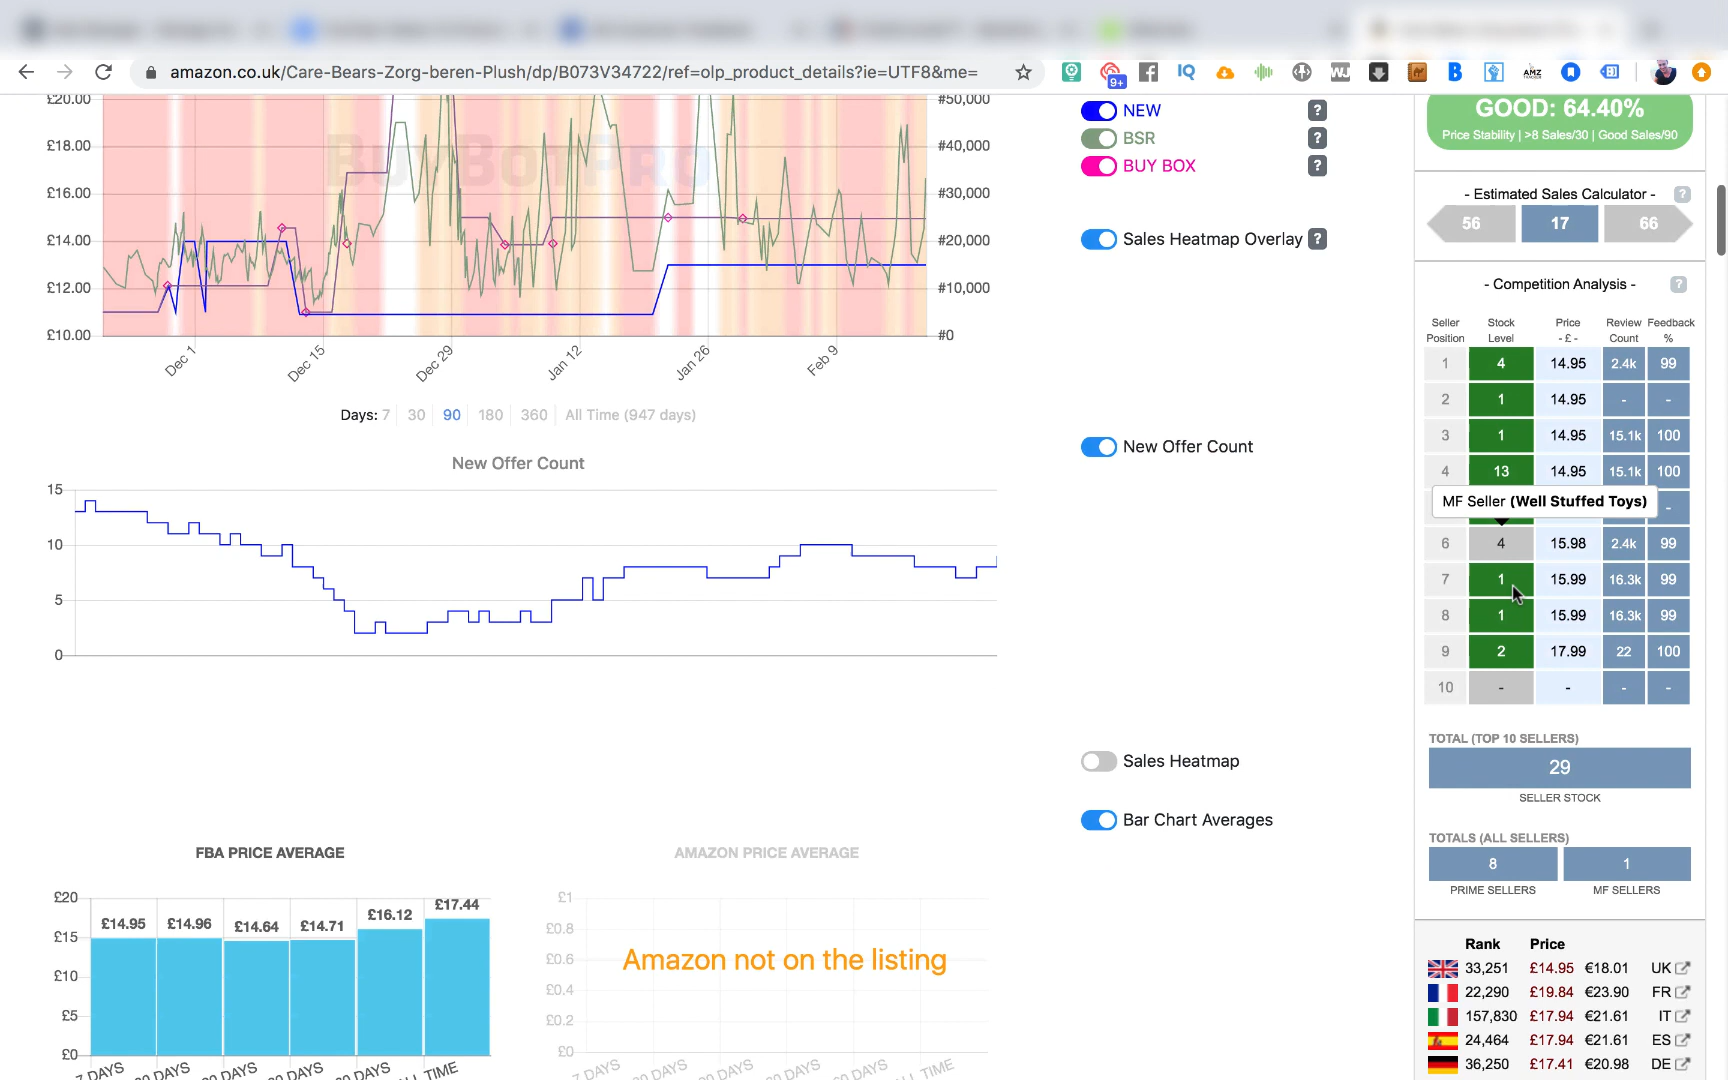 amazon.co.uk/Care-Bears-Zorg-beren-Plush/dp/B073V34722/ref=olp_product_details?ie=UTF8&me=
9+
IQ
WJ
B
AMZ
£20.00
£18.00
£16.00
£14.00
£12.00
£10.00
#50,000
#40,000
#30,000
#20,000
#10,000
#0
BuyBotPro
Dec 1
Dec 15
Dec 29
Jan 12
Jan 26
Feb 9
Days: 7 30 90 180 360 All Time (947 days)
New Offer Count
15
10
5
0
NEW ?
BSR ?
BUY BOX ?
Sales Heatmap Overlay ?
New Offer Count
Sales Heatmap
Bar Chart Averages
FBA PRICE AVERAGE
£20
£15
£10
£5
£0
£14.95
£14.96
£14.64
£14.71
£16.12
£17.44
AMAZON PRICE AVERAGE
£1
£0.8
£0.6
£0.4
£0.2
£0
Amazon not on the listing
GOOD: 64.40%
Price Stability | >8 Sales/30 | Good Sales/90
- Estimated Sales Calculator - ?
56 17 66
- Competition Analysis - ?
Seller Position Stock Level Price - £ - Review Count Feedback %
1 4 14.95 2.4k 99
2 1 14.95 - -
3 1 14.95 15.1k 100
4 13 14.95 15.1k 100
MF Seller (Well Stuffed Toys)
-
6 4 15.98 2.4k 99
7 1 15.99 16.3k 99
8 1 15.99 16.3k 99
9 2 17.99 22 100
10 - - - -
TOTAL (TOP 10 SELLERS)
29
SELLER STOCK
TOTALS (ALL SELLERS)
8 1
PRIME SELLERS MF SELLERS
Rank Price
33,251 £14.95 €18.01 UK
22,290 £19.84 €23.90 FR
157,830 £17.94 €21.61 IT
24,464 £17.94 €21.61 ES
36,250 £17.41 €20.98 DE